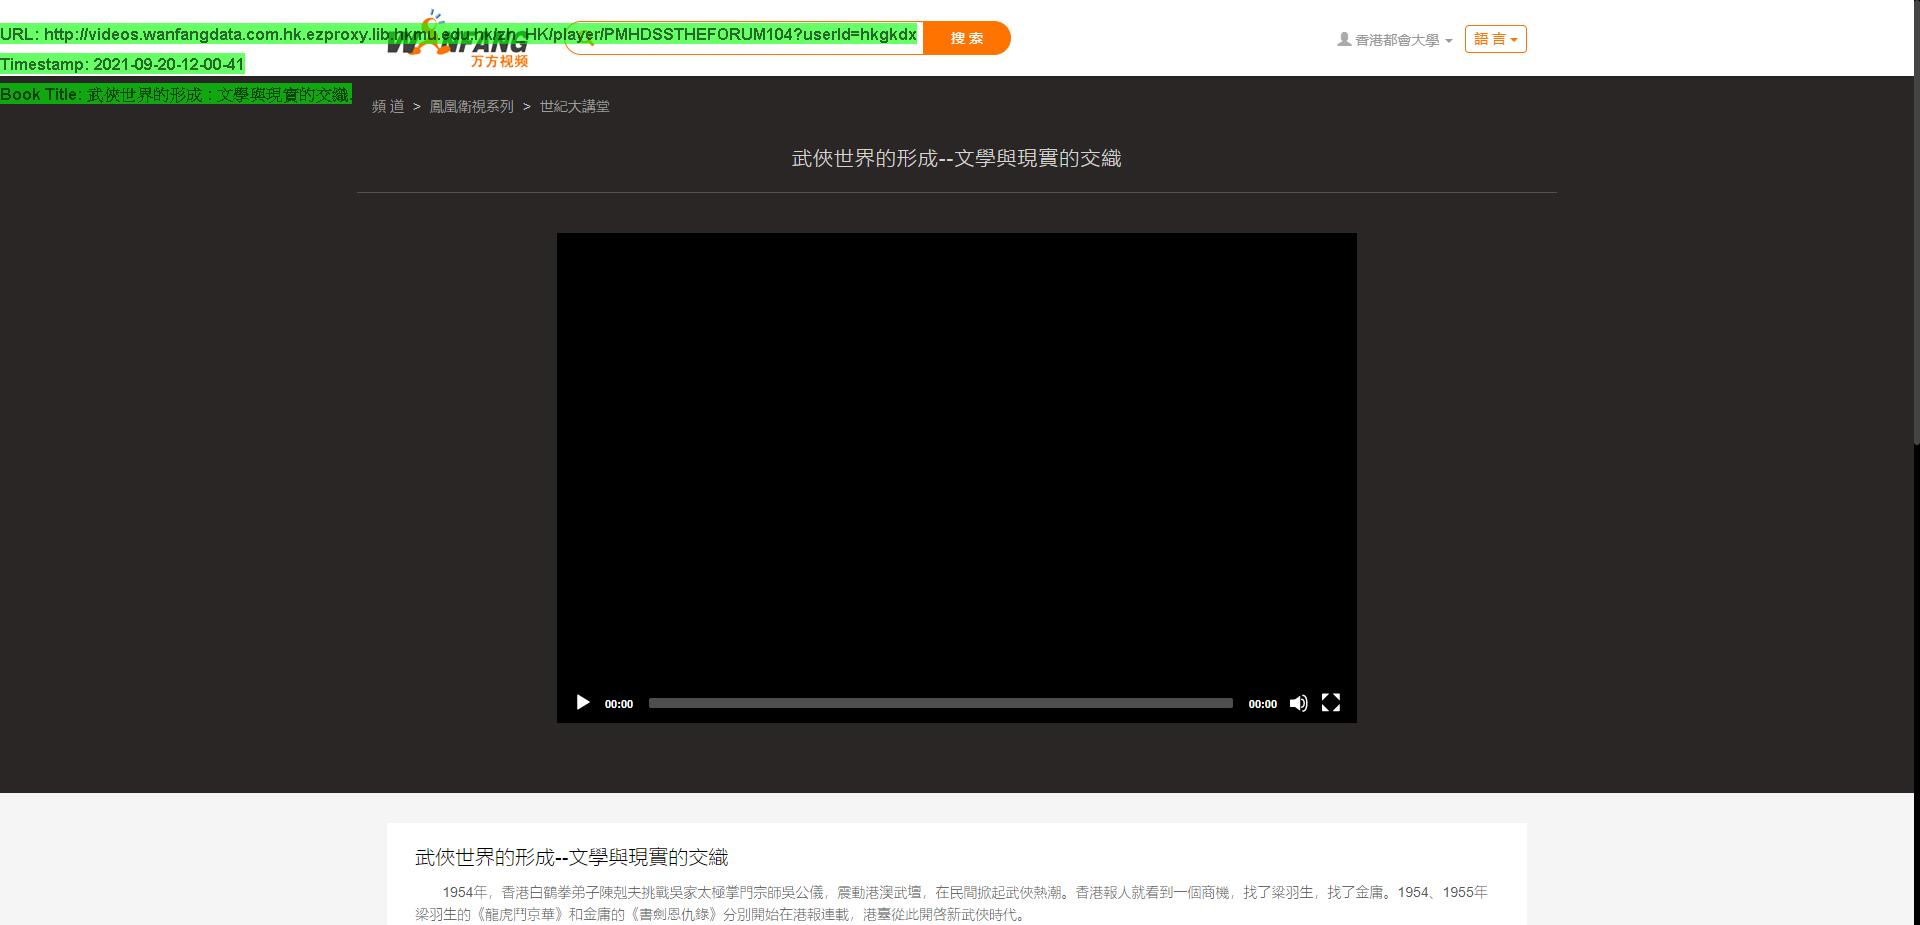 URL: http://videos.wanfangdata.com.hk.ezproxy.lib.hkmu.edu.hk/zh_HK/player/PMHDSSTHEFORUM104?userId=hkgkdx
WANFANG
万方视频
搜 索
香港都會大學
語 言
Timestamp: 2021-09-20-12-00-41
Book Title: 武俠世界的形成 : 文學與現實的交織.
頻 道 > 鳳凰衛視系列 > 世紀大講堂
武俠世界的形成--文學與現實的交織
00:00
00:00
武俠世界的形成--文學與現實的交織
1954年，香港白鶴拳弟子陳剋夫挑戰吳家太極掌門宗師吳公儀，震動港澳武壇，在民間掀起武俠熱潮。香港報人就看到一個商機，找了梁羽生，找了金庸。1954、1955年
梁羽生的《龍虎鬥京華》和金庸的《書劍恩仇錄》分別開始在港報連載，港臺從此開啓新武俠時代。